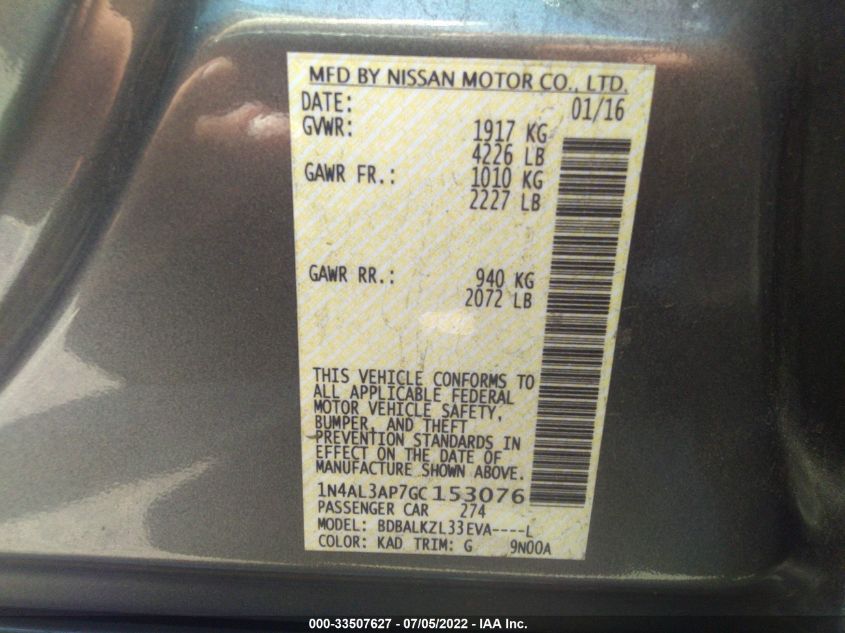 MFD BY NISSAN MOTOR CO., LTD.
DATE: 01/16
GVWR: 1917 KG
4226 LB
GAWR FR.: 1010 KG
2227 LB
GAWR RR.: 940 KG
2072 LB
THIS VEHICLE CONFORMS TO
ALL APPLICABLE FEDERAL
MOTOR VEHICLE SAFETY,
BUMPER, AND THEFT
PREVENTION STANDARDS IN
EFFECT ON THE DATE OF
MANUFACTURE SHOWN ABOVE.
1N4AL3AP7GC153076
PASSENGER CAR 274
MODEL: BDBALKZL33EVA----L
COLOR: KAD TRIM: G 9N00A
000-33507627 - 07/05/2022 - IAA Inc.